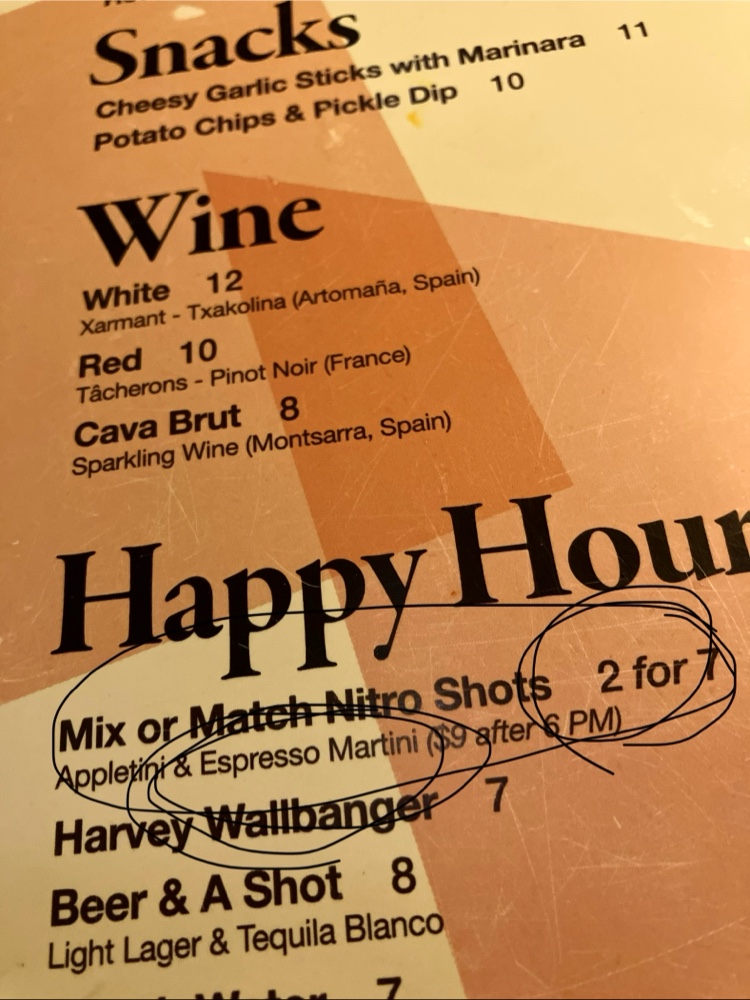 Snacks
Cheesy Garlic Sticks with Marinara 11
Potato Chips & Pickle Dip 10
Wine
White 12
Xarmant - Txakolina (Artomaña, Spain)
Red 10
Tâcherons - Pinot Noir (France)
Cava Brut 8
Sparkling Wine (Montsarra, Spain)
Happy Hour
Mix or Match Nitro Shots 2 for 7
Appletini & Espresso Martini ($9 after 6 PM)
Harvey Wallbanger 7
Beer & A Shot 8
Light Lager & Tequila Blanco
Water 7